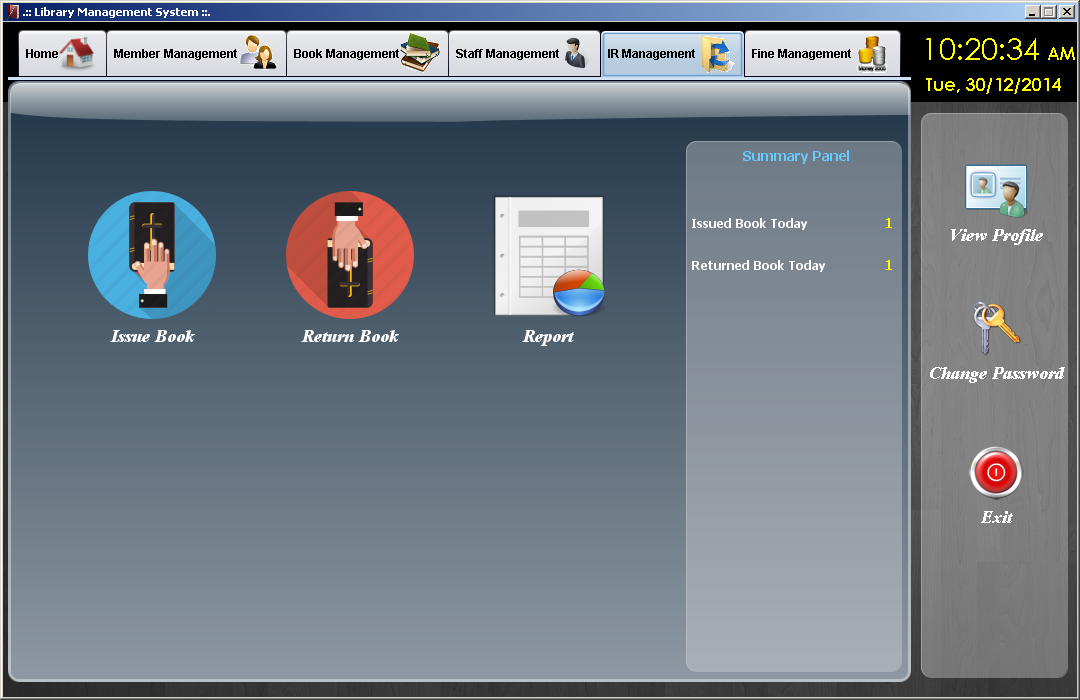 .:: Library Management System ::.
Home
Member Management
Book Management
Staff Management
IR Management
Fine Management
10:20:34 AM
Tue, 30/12/2014
Summary Panel
Issued Book Today 1
Returned Book Today 1
Issue Book
Return Book
Report
View Profile
Change Password
Exit